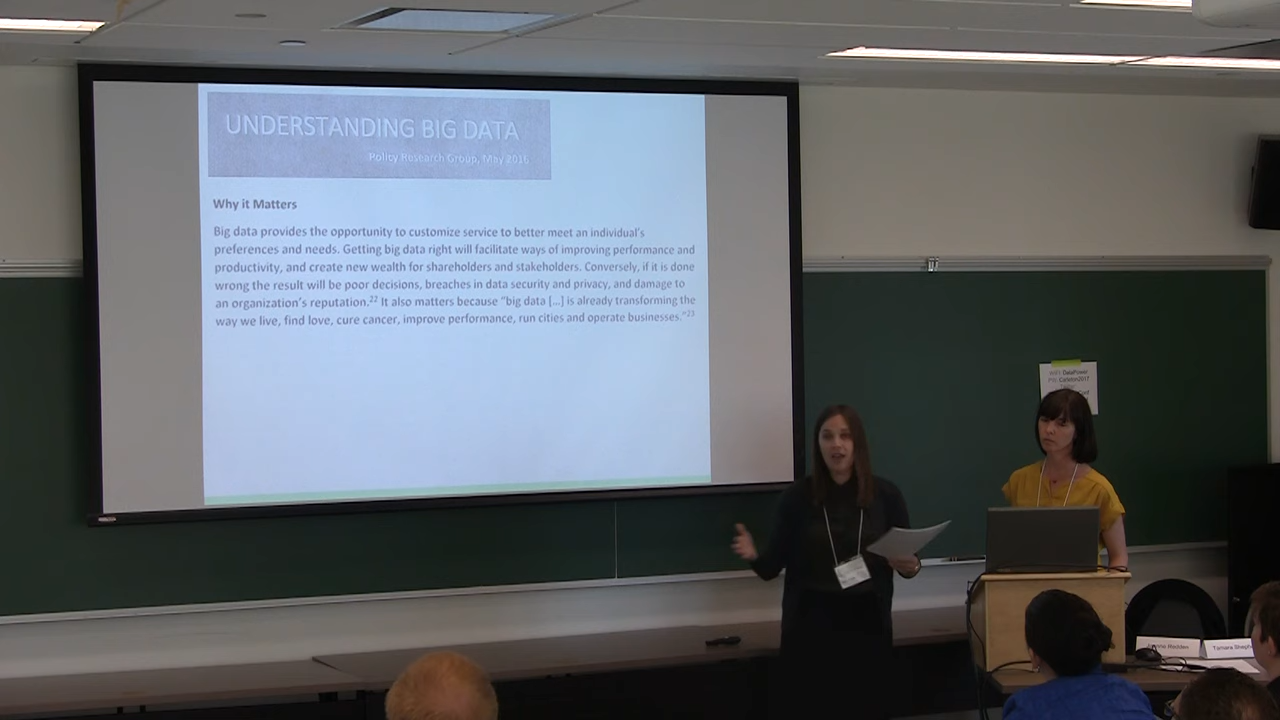 UNDERSTANDING BIG DATA
Policy Research Group, May 2016
Why it Matters
Big data provides the opportunity to customize service to better meet an individual's
preferences and needs. Getting big data right will facilitate ways of improving performance and
productivity, and create new wealth for shareholders and stakeholders. Conversely, if it is done
wrong the result will be poor decisions, breaches in data security and privacy, and damage to
an organization's reputation.22 It also matters because "big data [...] is already transforming the
way we live, find love, cure cancer, improve performance, run cities and operate businesses."23
WiFi: DataPower
Carleton2017
Tamara